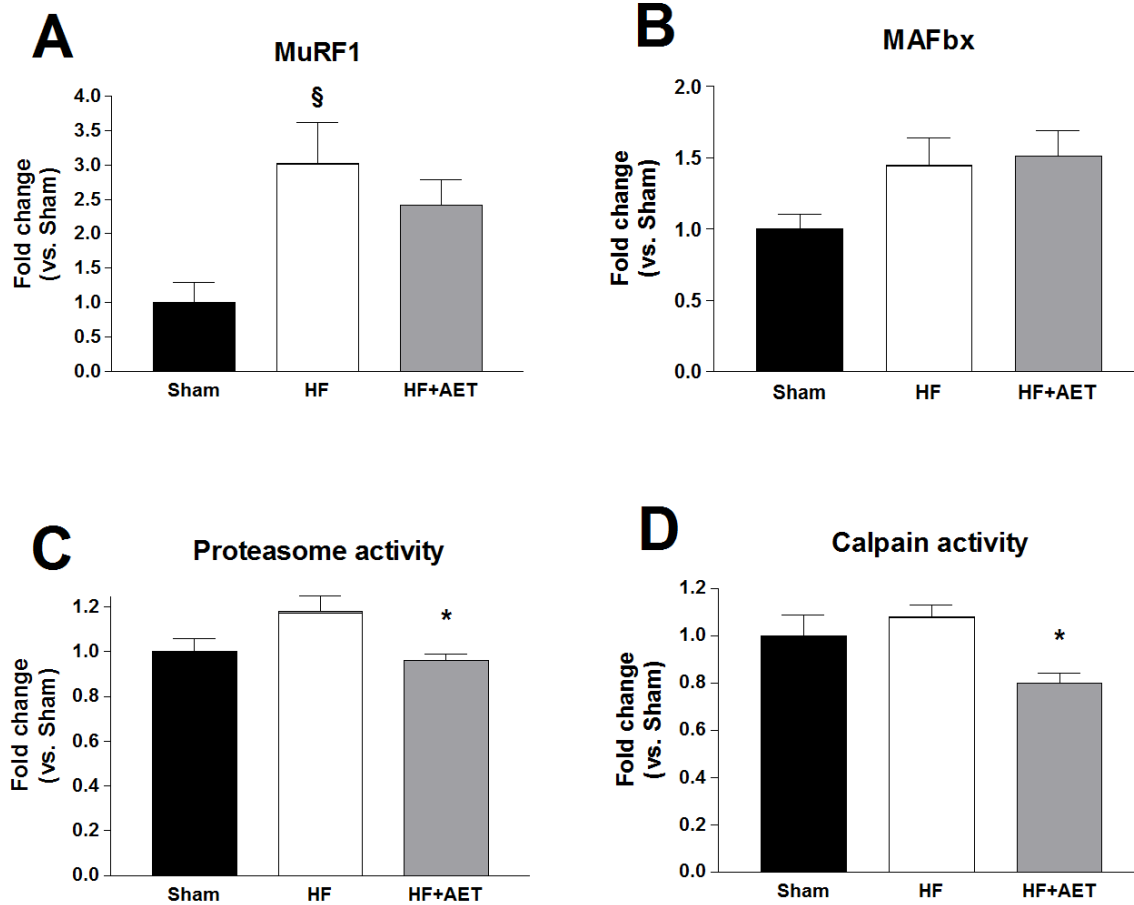 A
MuRF1
§
Fold change
(vs. Sham)
4.0
3.5
3.0
2.5
2.0
1.5
1.0
0.5
0.0
Sham HF HF+AET
B
MAFbx
Fold change
(vs. Sham)
2.0
1.5
1.0
0.5
0.0
Sham HF HF+AET
C
Proteasome activity
*
Fold change
(vs. Sham)
1.2
1.0
0.8
0.6
0.4
0.2
0.0
Sham HF HF+AET
D
Calpain activity
*
Fold change
(vs. Sham)
1.2
1.0
0.8
0.6
0.4
0.2
0.0
Sham HF HF+AET